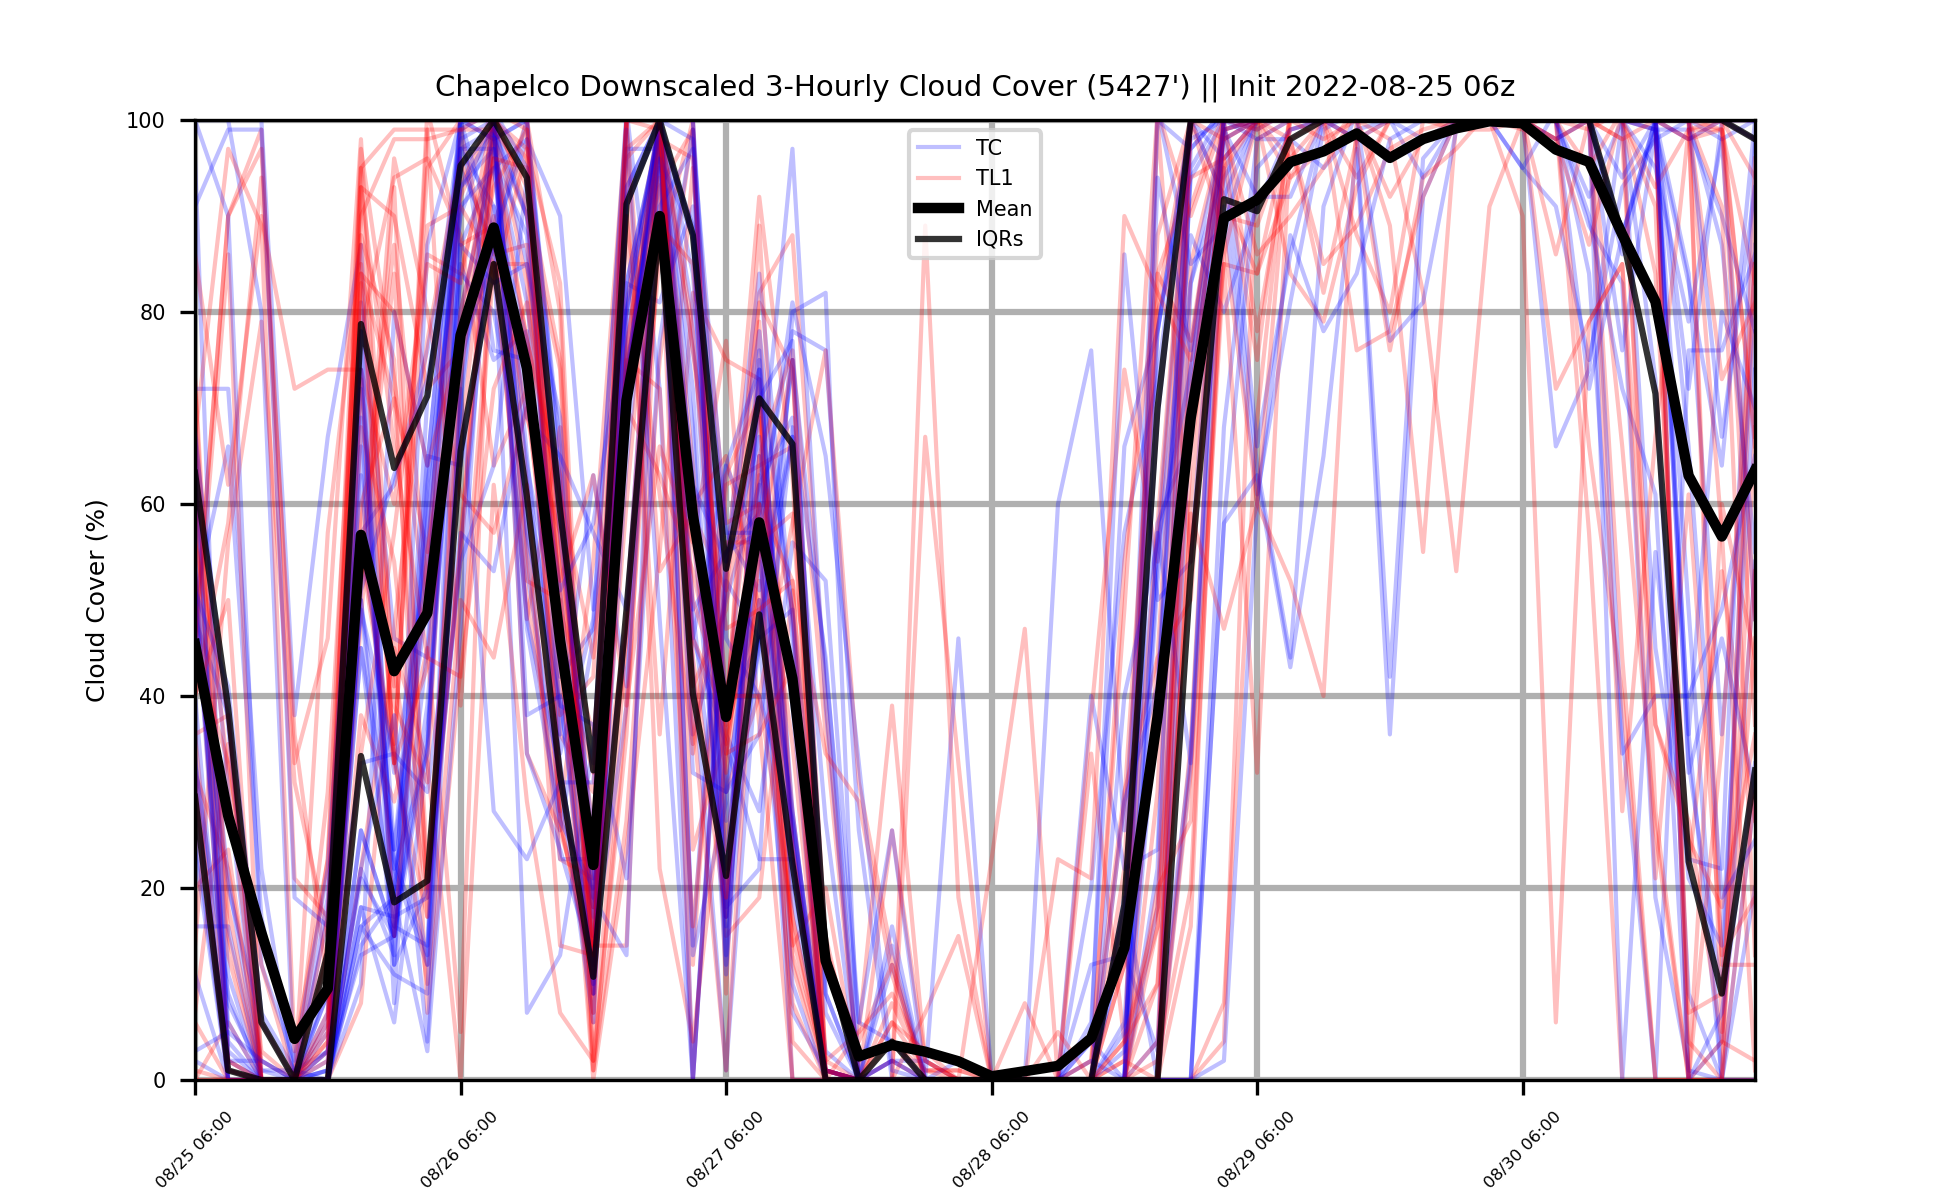 Chapelco Downscaled 3-Hourly Cloud Cover (5427') || Init 2022-08-25 06z
TC
TL1
Mean
IQRs
Cloud Cover (%)
100
80
60
40
20
0
08/25 06:00
08/26 06:00
08/27 06:00
08/28 06:00
08/29 06:00
08/30 06:00